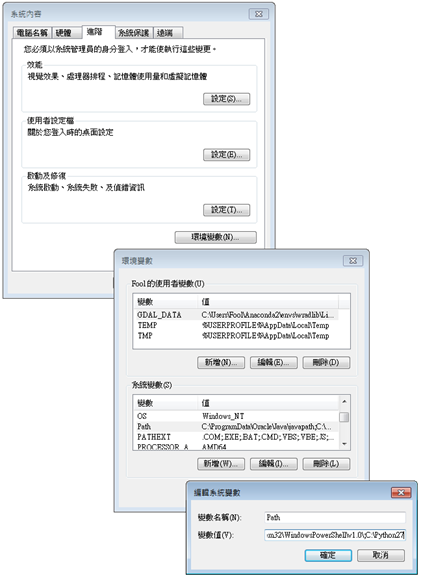 系統內容
電腦名稱 硬體 進階 系統保護 遠端
您必須以系統管理員的身分登入，才能使執行這些變更。
效能
視覺效果、處理器排程、記憶體使用量和虛擬記憶體
設定(S)...
使用者設定檔
關於您登入時的桌面設定
設定(E)...
啟動及修復
系統啟動、系統失敗、及偵錯資訊
設定(T)...
環境變數(N)...
環境變數
Fool 的使用者變數(U)
變數 值
GDAL_DATA C:\Users\Fool\Anaconda2\envs\wradlib\Li...
TEMP %USERPROFILE%\AppData\Local\Temp
TMP %USERPROFILE%\AppData\Local\Temp
新增(N)... 編輯(E)... 刪除(D)
系統變數(S)
變數 值
OS Windows_NT
Path C:\ProgramData\Oracle\Java\javapath;C:\...
PATHEXT .COM;.EXE;.BAT;.CMD;.VBS;.VBE;.JS;...
PROCESSOR_A AMD64
新增(W)... 編輯(I)... 刪除(L)
編輯系統變數
變數名稱(N): Path
變數值(V): m32\WindowsPowerShell\v1.0\;C:\Python27
確定 取消